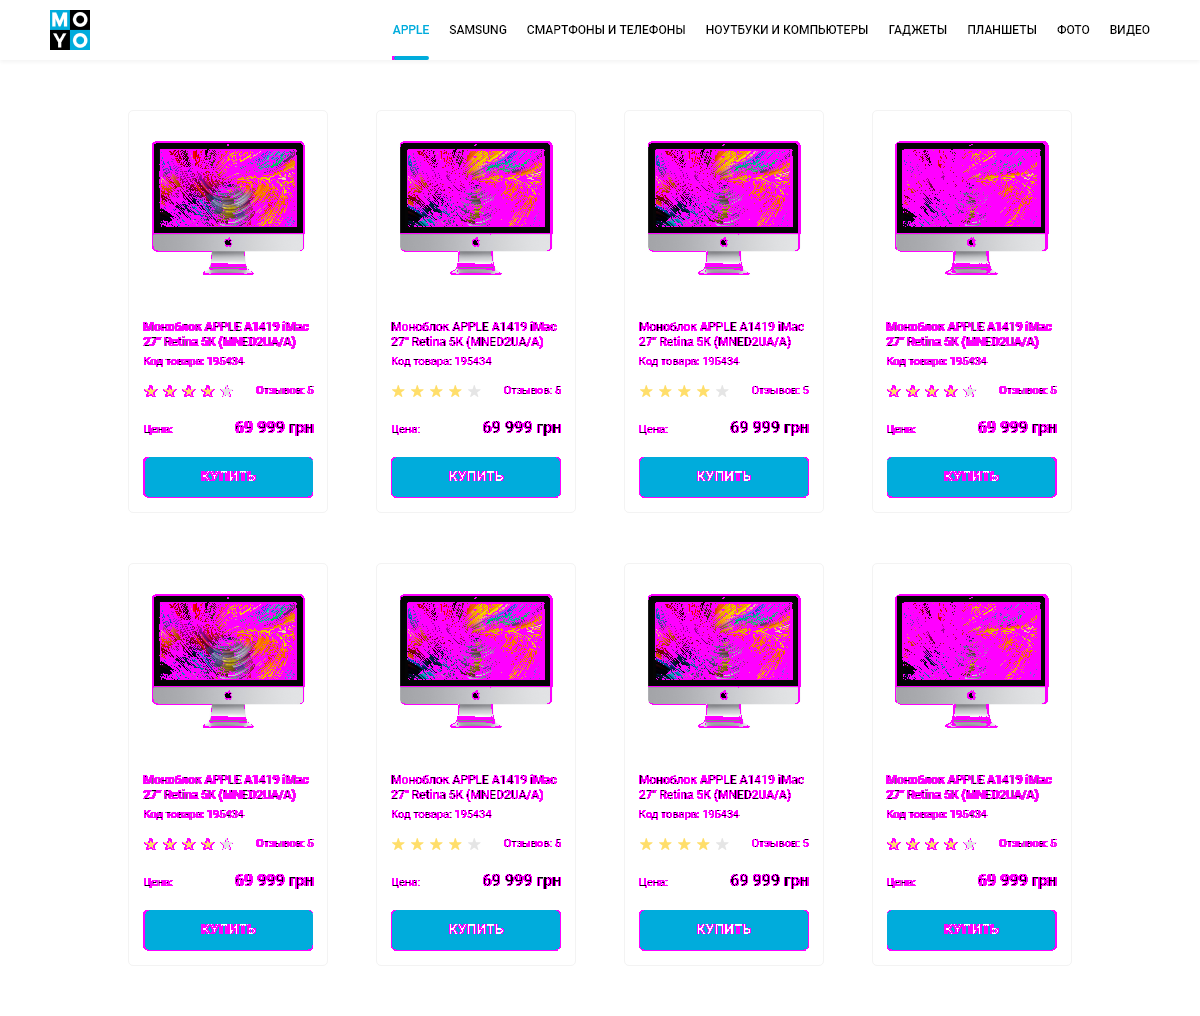 MO
YO
APPLE SAMSUNG СМАРТФОНЫ И ТЕЛЕФОНЫ НОУТБУКИ И КОМПЬЮТЕРЫ ГАДЖЕТЫ ПЛАНШЕТЫ ФОТО ВИДЕО
Моноблок APPLE A1419 iMac
27" Retina 5K (MNED2UA/A)
Код товара: 195434
Отзывов: 5
Цена: 69 999 грн
КУПИТЬ
Моноблок APPLE A1419 iMac
27" Retina 5K (MNED2UA/A)
Код товара: 195434
Отзывов: 5
Цена: 69 999 грн
КУПИТЬ
Моноблок APPLE A1419 iMac
27" Retina 5K (MNED2UA/A)
Код товара: 195434
Отзывов: 5
Цена: 69 999 грн
КУПИТЬ
Моноблок APPLE A1419 iMac
27" Retina 5K (MNED2UA/A)
Код товара: 195434
Отзывов: 5
Цена: 69 999 грн
КУПИТЬ
Моноблок APPLE A1419 iMac
27" Retina 5K (MNED2UA/A)
Код товара: 195434
Отзывов: 5
Цена: 69 999 грн
КУПИТЬ
Моноблок APPLE A1419 iMac
27" Retina 5K (MNED2UA/A)
Код товара: 195434
Отзывов: 5
Цена: 69 999 грн
КУПИТЬ
Моноблок APPLE A1419 iMac
27" Retina 5K (MNED2UA/A)
Код товара: 195434
Отзывов: 5
Цена: 69 999 грн
КУПИТЬ
Моноблок APPLE A1419 iMac
27" Retina 5K (MNED2UA/A)
Код товара: 195434
Отзывов: 5
Цена: 69 999 грн
КУПИТЬ